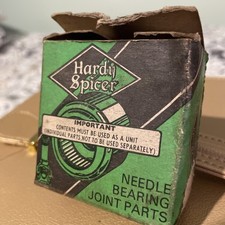 Hardy
Spicer
IMPORTANT
CONTENTS MUST BE USED AS A UNIT
(INDIVIDUAL PARTS NOT TO BE USED SEPARATELY)
NEEDLE
BEARING
JOINT PARTS